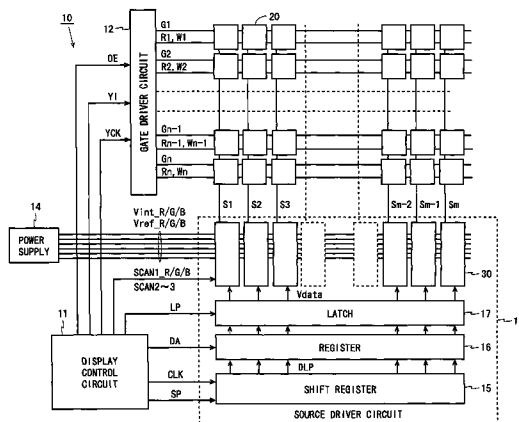 10
12
20
G1
R1, W1
OE
G2
R2, W2
YI
GATE DRIVER CIRCUIT
YCK
Gn-1
Rn-1, Wn-1
Gn
Rn, Wn
14
S1
S2
S3
Sm-2
Sm-1
Sm
Vint_R/G/B
Vref_R/G/B
POWER SUPPLY
SCAN1_R/G/B
SCAN2~3
30
Vdata
11
LP
LATCH
17
DA
REGISTER
16
DISPLAY CONTROL CIRCUIT
CLK
DLP
SP
SHIFT REGISTER
15
SOURCE DRIVER CIRCUIT